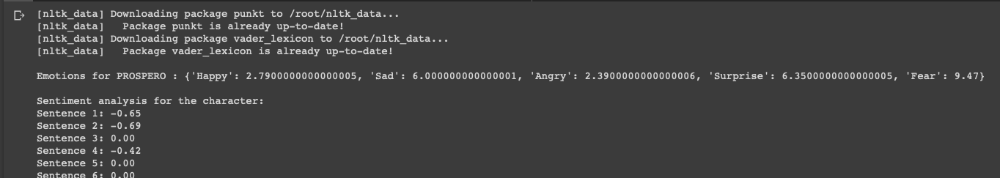 [nltk_data] Downloading package punkt to /root/nltk_data...
[nltk_data]   Package punkt is already up-to-date!
[nltk_data] Downloading package vader_lexicon to /root/nltk_data...
[nltk_data]   Package vader_lexicon is already up-to-date!
Emotions for PROSPERO : {'Happy': 2.7900000000000005, 'Sad': 6.000000000000001, 'Angry': 2.3900000000000006, 'Surprise': 6.3500000000000005, 'Fear': 9.47}
Sentiment analysis for the character:
Sentence 1: -0.65
Sentence 2: -0.69
Sentence 3: 0.00
Sentence 4: -0.42
Sentence 5: 0.00
Sentence 6: 0.00